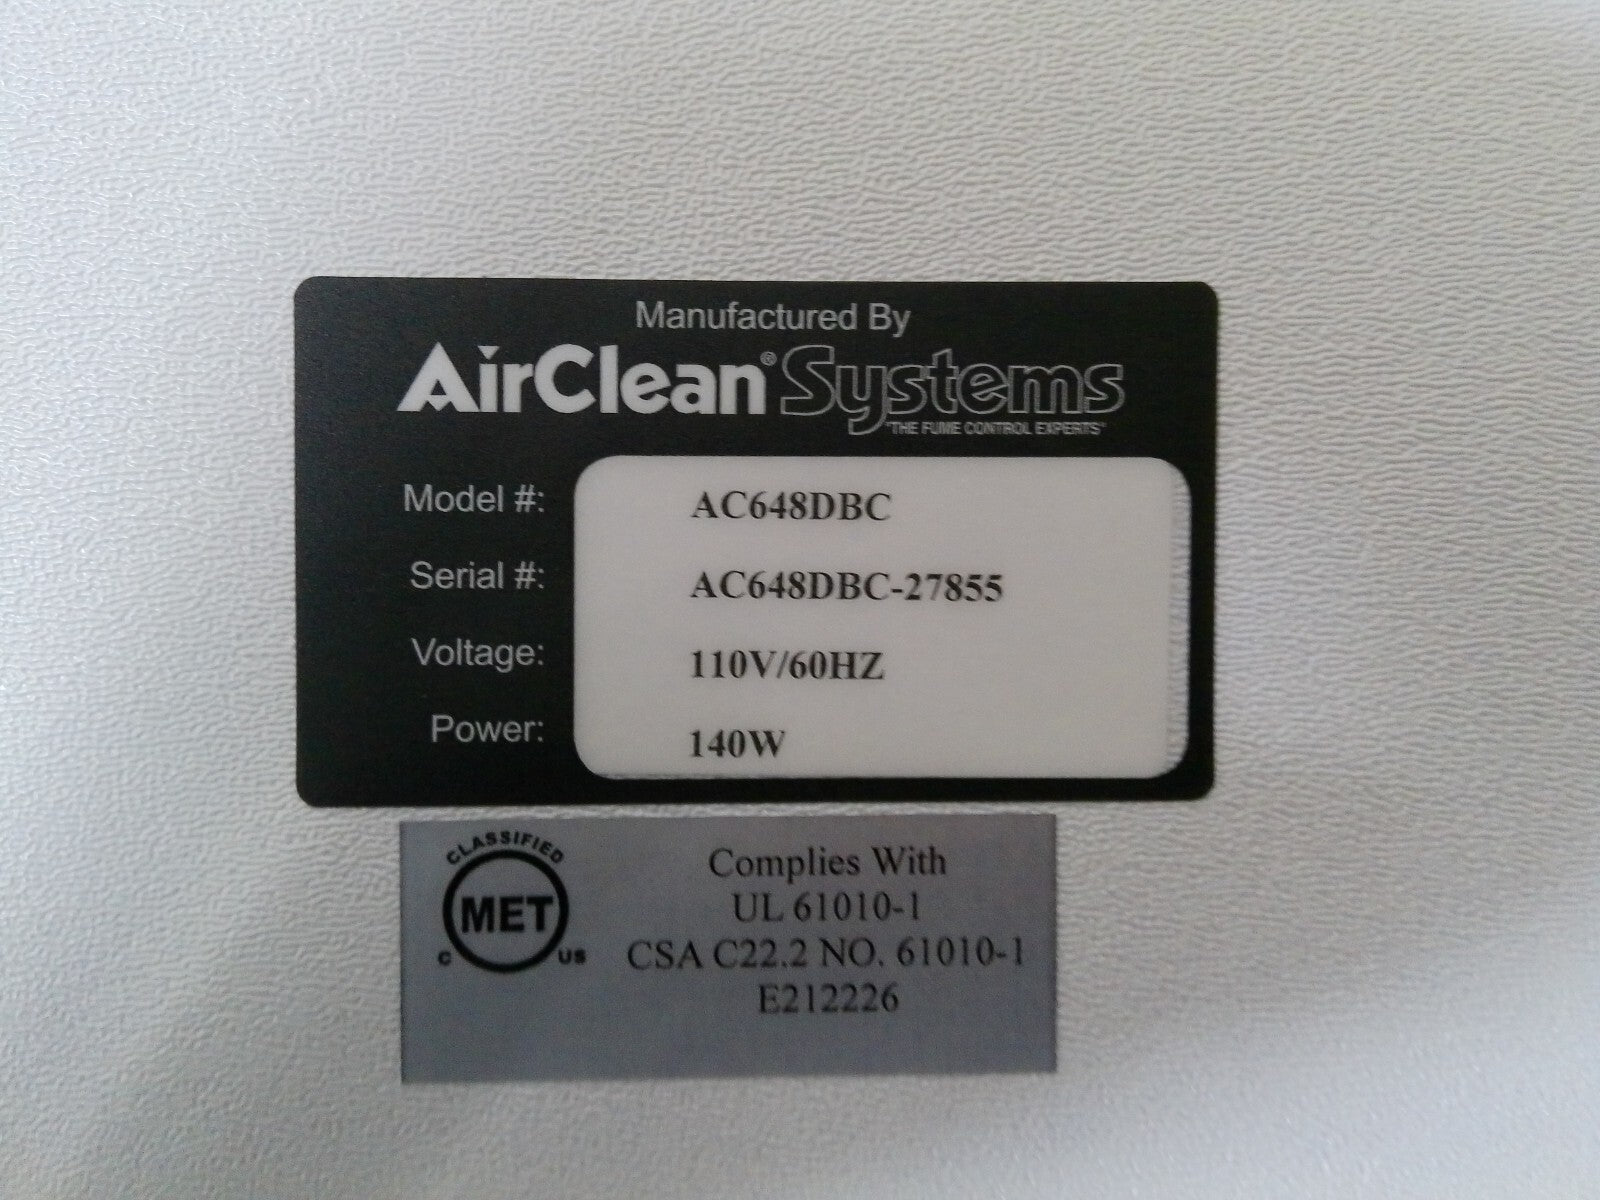 Manufactured By
AirClean® Systems
"THE FUME CONTROL EXPERTS"
Model #: AC648DBC
Serial #: AC648DBC-27855
Voltage: 110V/60HZ
Power: 140W
CLASSIFIED
MET
C US
Complies With
UL 61010-1
CSA C22.2 NO. 61010-1
E212226